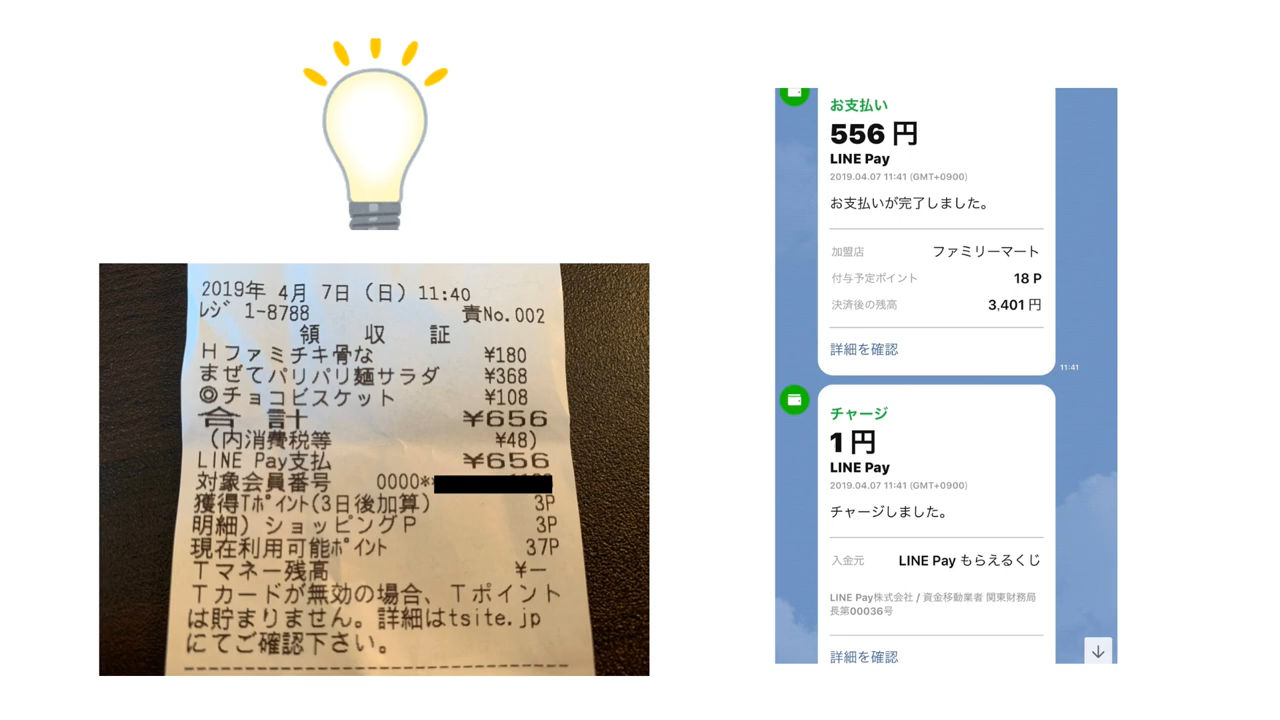 2019年 4月 7日（日）11:40
ﾚｼﾞ 1-8788 責No.002
領 収 証
Hファミチキ骨な ¥180
まぜてパリパリ麺サラダ ¥368
◎チョコビスケット ¥108
合 計 ¥656
（内消費税等 ¥48）
LINE Pay支払 ¥656
対象会員番号 0000**
獲得Tﾎﾟｲﾝﾄ(3日後加算) 3P
明細）ショッピングP 3P
現在利用可能ﾎﾟｲﾝﾄ 37P
Tマネー残高 ¥―
Tカードが無効の場合、Tポイント
は貯まりません。詳細はtsite.jp
にてご確認下さい。
お支払い
556 円
LINE Pay
2019.04.07 11:41 (GMT+0900)
お支払いが完了しました。
加盟店 ファミリーマート
付与予定ポイント 18 P
決済後の残高 3,401 円
詳細を確認
11:41
チャージ
1 円
LINE Pay
2019.04.07 11:41 (GMT+0900)
チャージしました。
入金元 LINE Pay もらえるくじ
LINE Pay株式会社 / 資金移動業者 関東財務局
長第00036号
詳細を確認